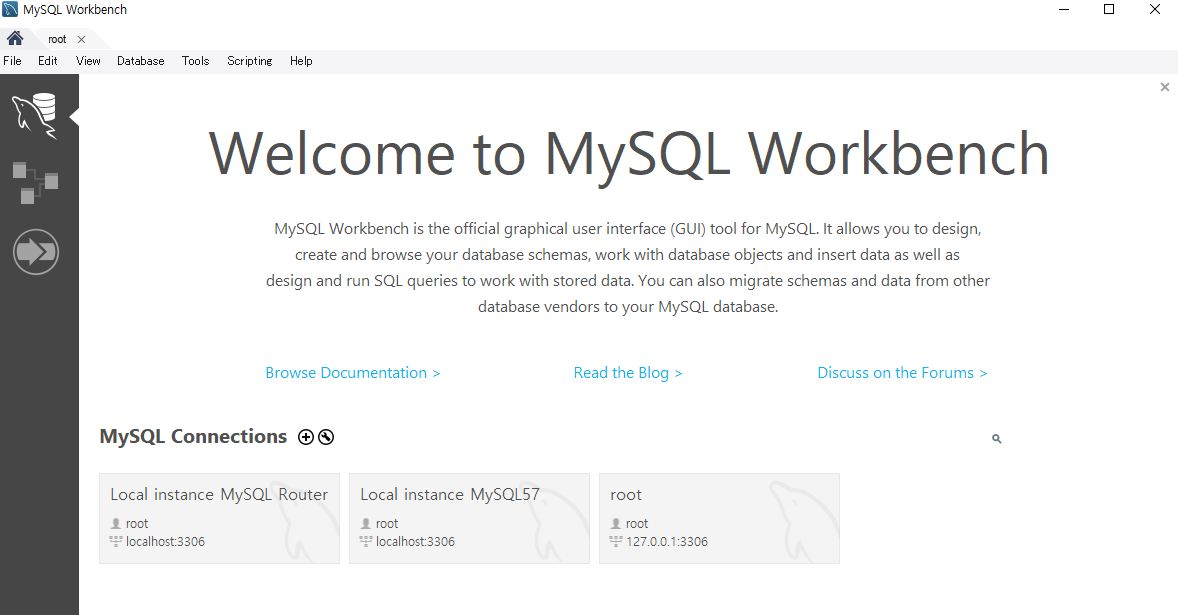 MySQL Workbench
root
File Edit View Database Tools Scripting Help
Welcome to MySQL Workbench
MySQL Workbench is the official graphical user interface (GUI) tool for MySQL. It allows you to design,
create and browse your database schemas, work with database objects and insert data as well as
design and run SQL queries to work with stored data. You can also migrate schemas and data from other
database vendors to your MySQL database.
Browse Documentation > Read the Blog > Discuss on the Forums >
MySQL Connections
Local instance MySQL Router
root
localhost:3306
Local instance MySQL57
root
localhost:3306
root
root
127.0.0.1:3306